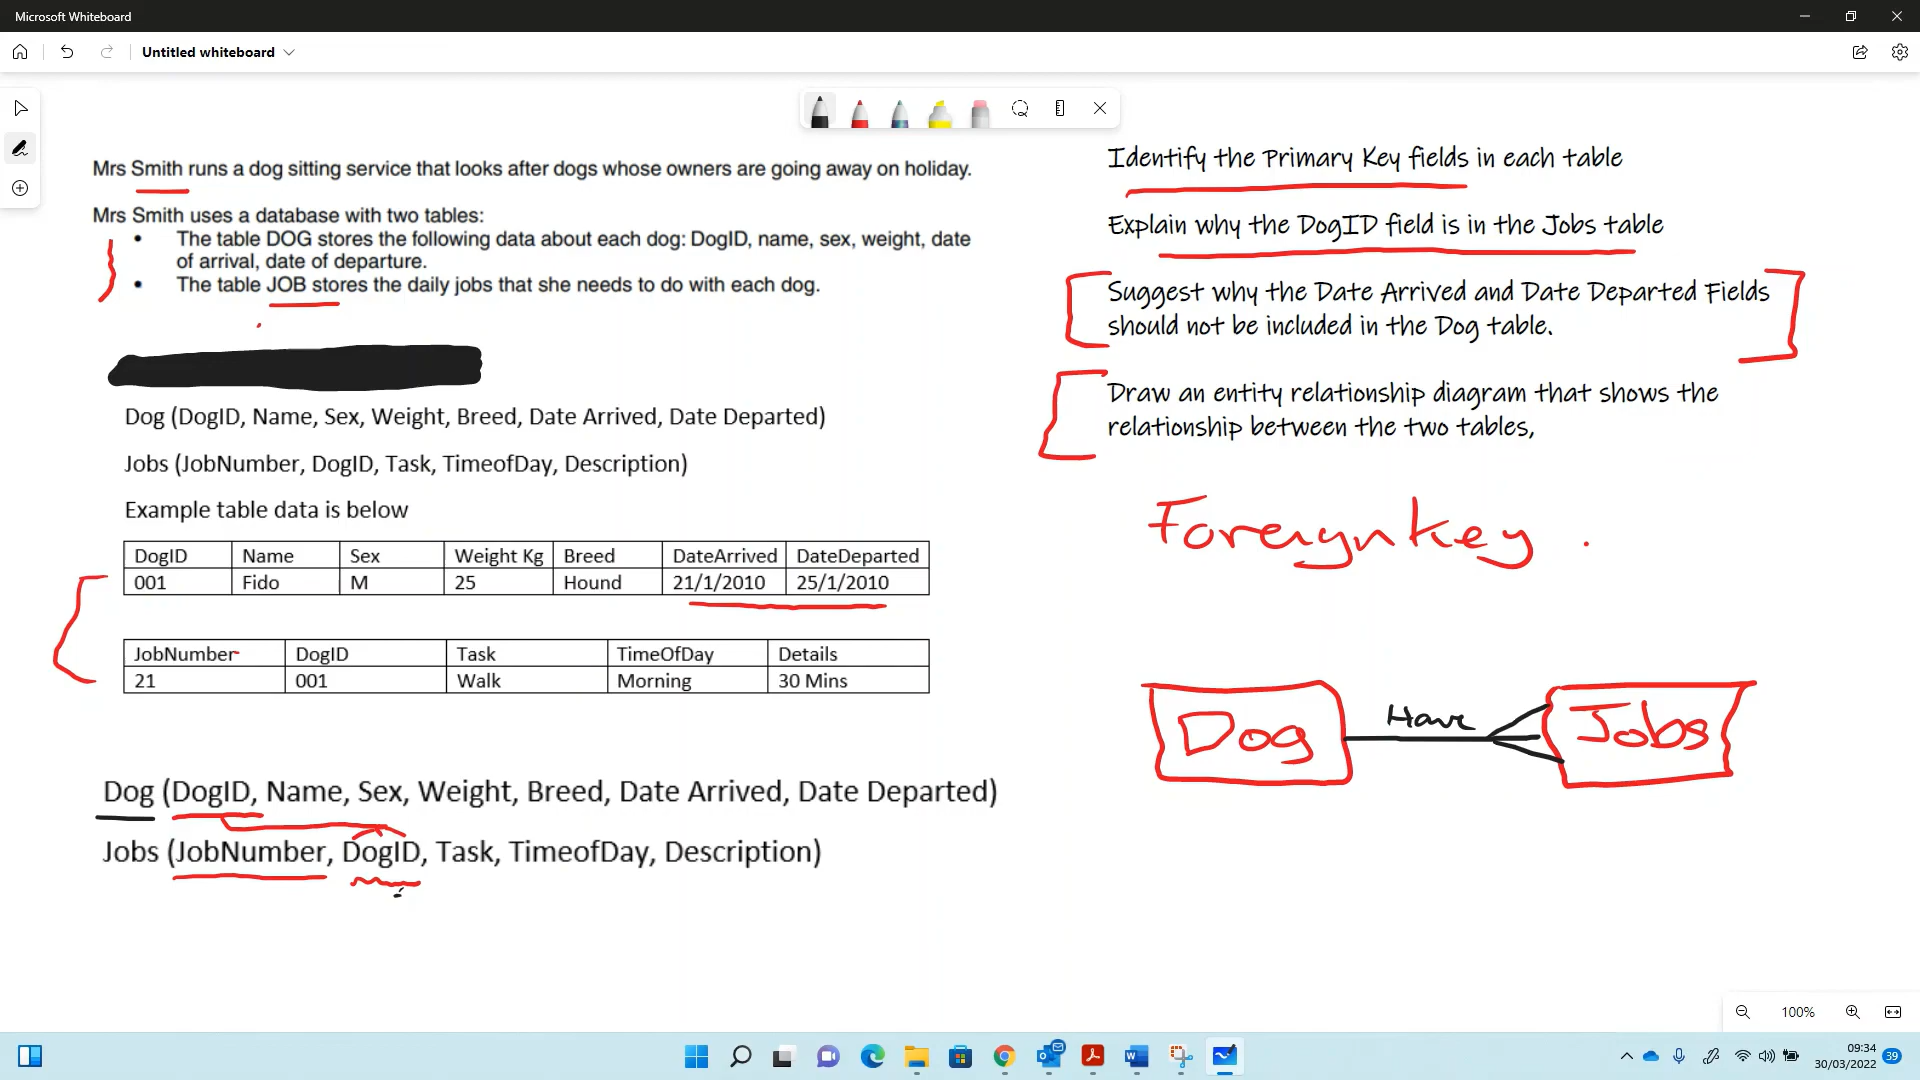 Microsoft Whiteboard
Untitled whiteboard
Mrs Smith runs a dog sitting service that looks after dogs whose owners are going away on holiday.
Mrs Smith uses a database with two tables:
• The table DOG stores the following data about each dog: DogID, name, sex, weight, date
of arrival, date of departure.
• The table JOB stores the daily jobs that she needs to do with each dog.
Dog (DogID, Name, Sex, Weight, Breed, Date Arrived, Date Departed)
Jobs (JobNumber, DogID, Task, TimeofDay, Description)
Example table data is below
DogID Name Sex Weight Kg Breed DateArrived DateDeparted
001 Fido M 25 Hound 21/1/2010 25/1/2010
JobNumber DogID Task TimeOfDay Details
21 001 Walk Morning 30 Mins
Dog (DogID, Name, Sex, Weight, Breed, Date Arrived, Date Departed)
Jobs (JobNumber, DogID, Task, TimeofDay, Description)
Identify the Primary Key fields in each table
Explain why the DogID field is in the Jobs table
Suggest why the Date Arrived and Date Departed Fields
should not be included in the Dog table.
Draw an entity relationship diagram that shows the
relationship between the two tables,
Foreign key .
Dog Have Jobs
100%
09:34
30/03/2022
39